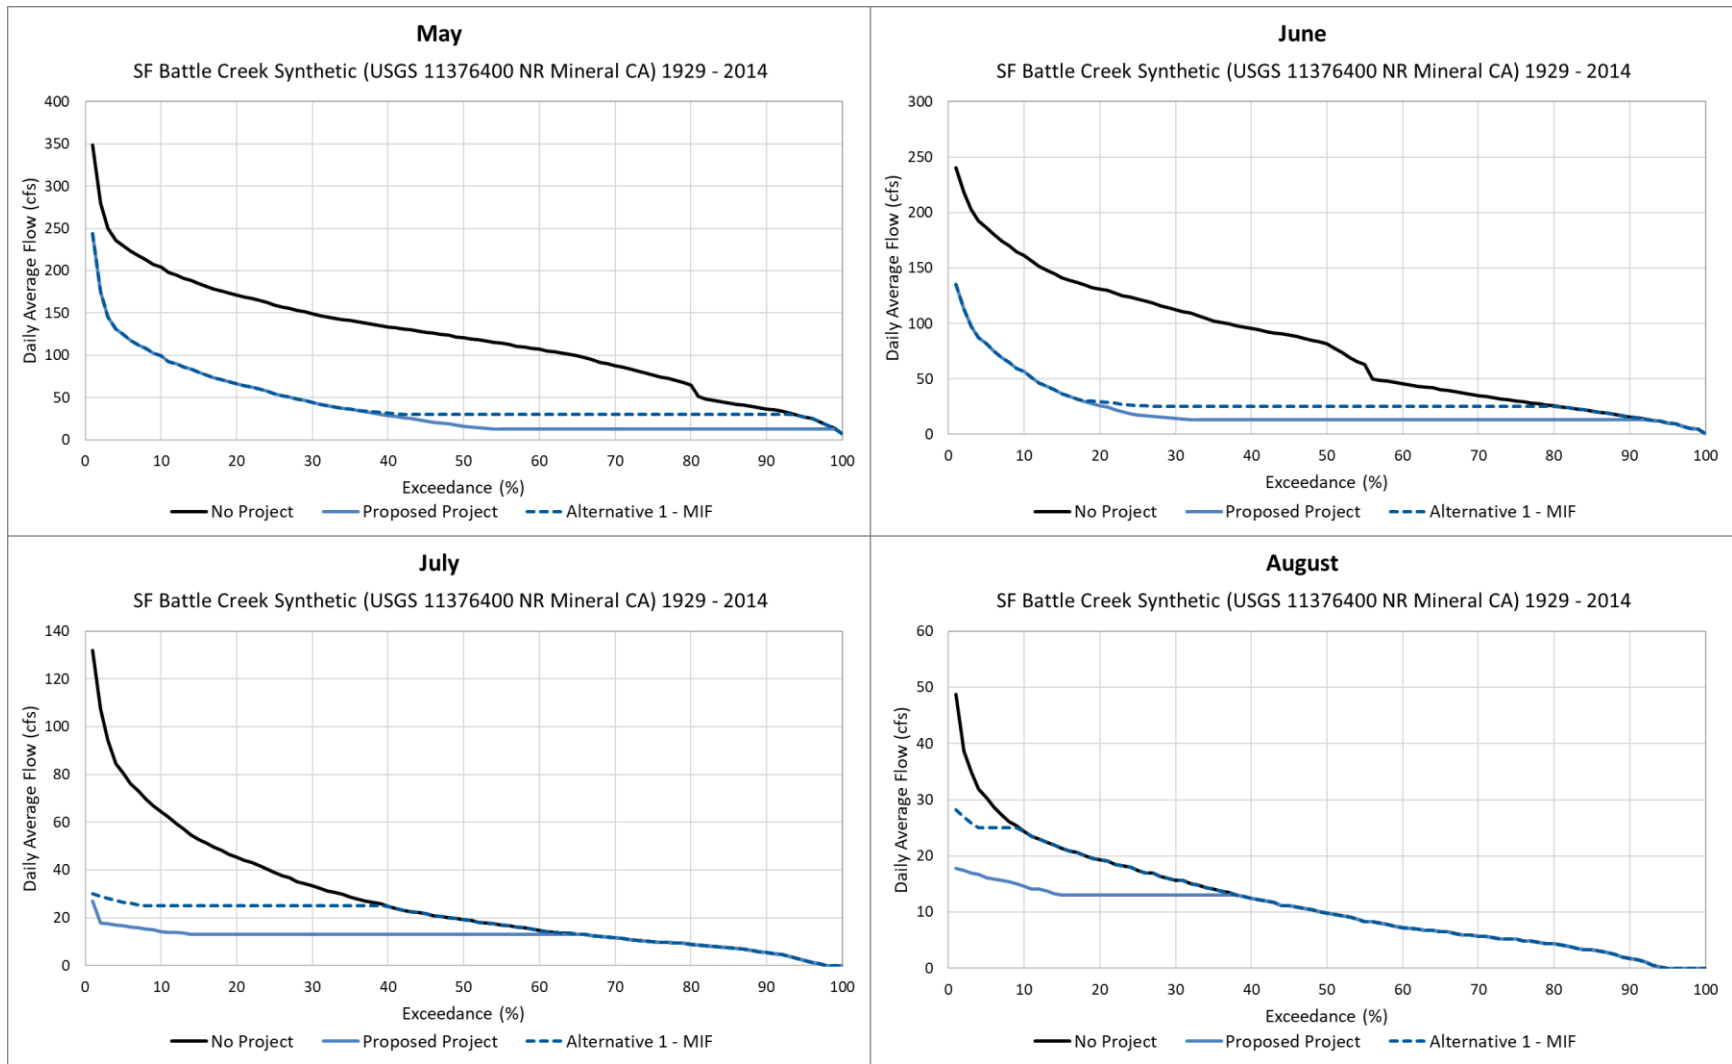 May
SF Battle Creek Synthetic (USGS 11376400 NR Mineral CA) 1929 - 2014
Daily Average Flow (cfs)
400
350
300
250
200
150
100
50
0
0 10 20 30 40 50 60 70 80 90 100
Exceedance (%)
No Project Proposed Project Alternative 1 - MIF
June
SF Battle Creek Synthetic (USGS 11376400 NR Mineral CA) 1929 - 2014
Daily Average Flow (cfs)
300
250
200
150
100
50
0
0 10 20 30 40 50 60 70 80 90 100
Exceedance (%)
No Project Proposed Project Alternative 1 - MIF
July
SF Battle Creek Synthetic (USGS 11376400 NR Mineral CA) 1929 - 2014
Daily Average Flow (cfs)
140
120
100
80
60
40
20
0
0 10 20 30 40 50 60 70 80 90 100
Exceedance (%)
No Project Proposed Project Alternative 1 - MIF
August
SF Battle Creek Synthetic (USGS 11376400 NR Mineral CA) 1929 - 2014
Daily Average Flow (cfs)
60
50
40
30
20
10
0
0 10 20 30 40 50 60 70 80 90 100
Exceedance (%)
No Project Proposed Project Alternative 1 - MIF